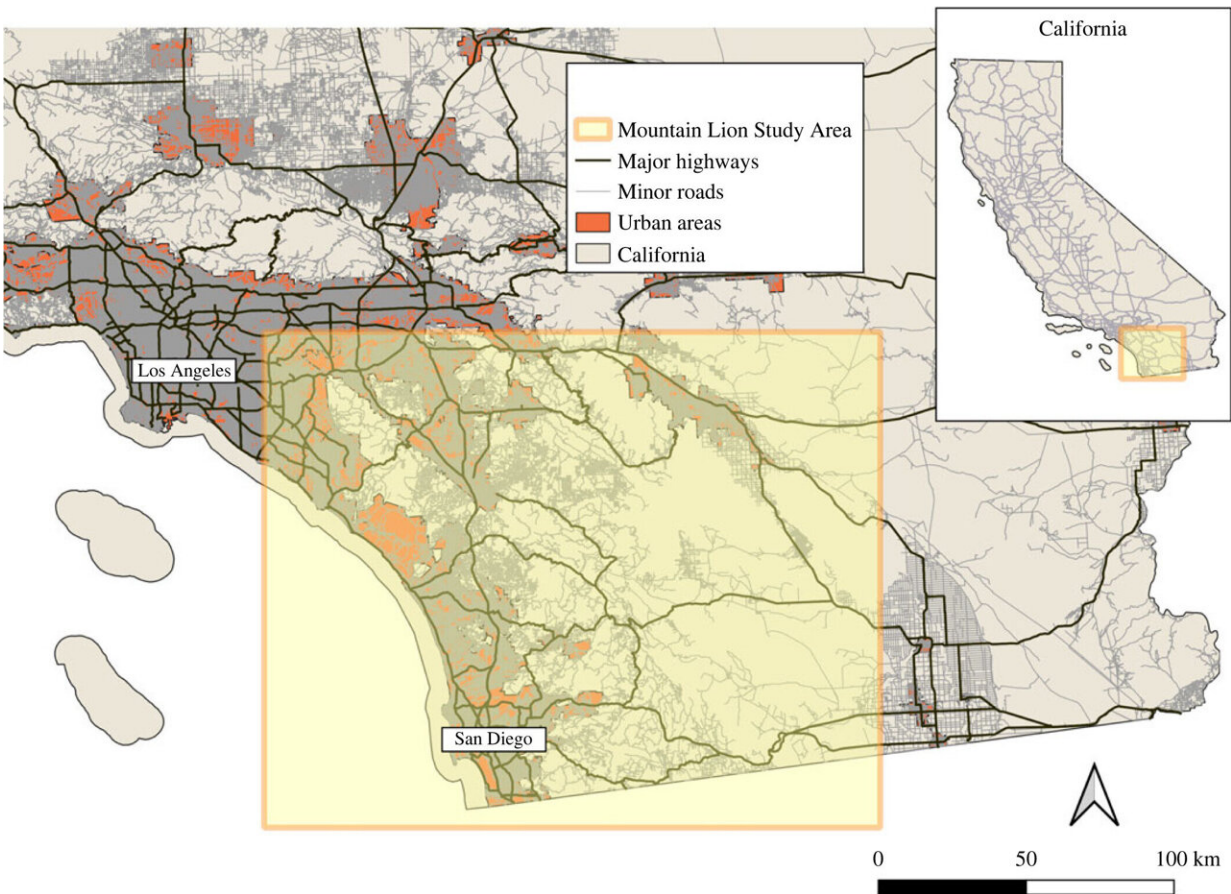 California
Mountain Lion Study Area
Major highways
Minor roads
Urban areas
California
Los Angeles
San Diego
0 50 100 km